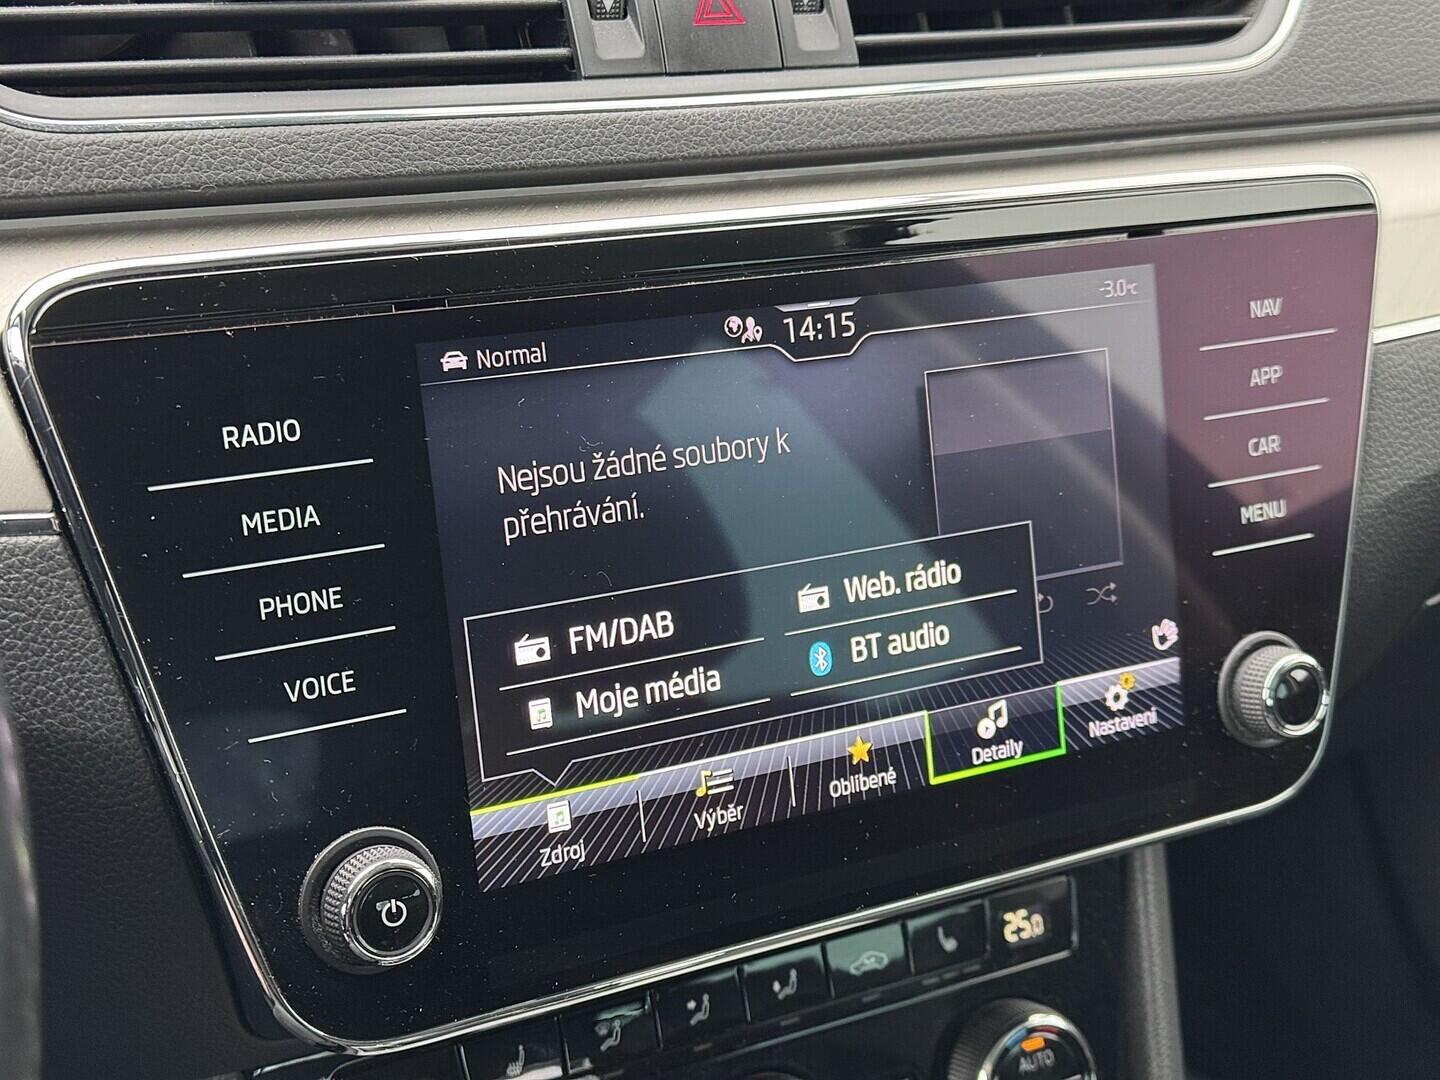 -3.0°C
Normal
14:15
NAV
APP
CAR
MENU
RADIO
MEDIA
PHONE
VOICE
Nejsou žádné soubory k
přehrávání.
FM/DAB
Web. rádio
Moje média
BT audio
Zdroj
Výběr
Oblíbené
Detaily
Nastavení
25.0
AUTO